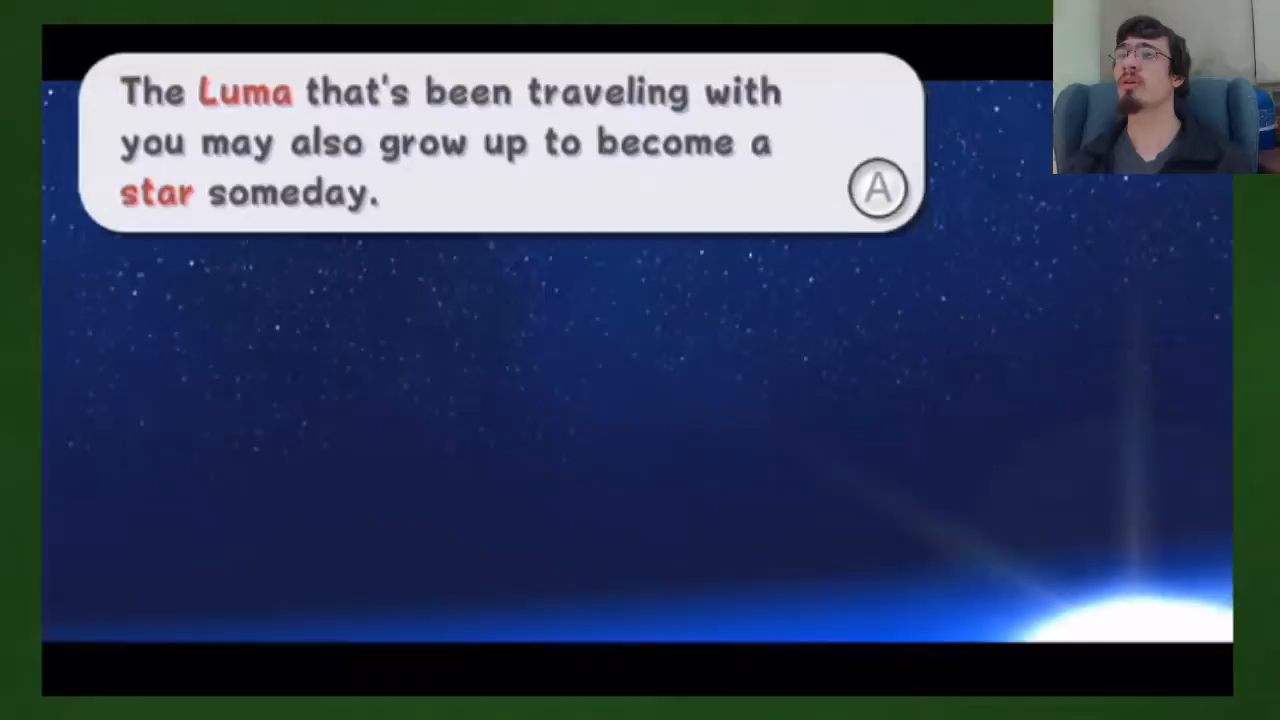 The Luma that's been traveling with
you may also grow up to become a
star someday.
A